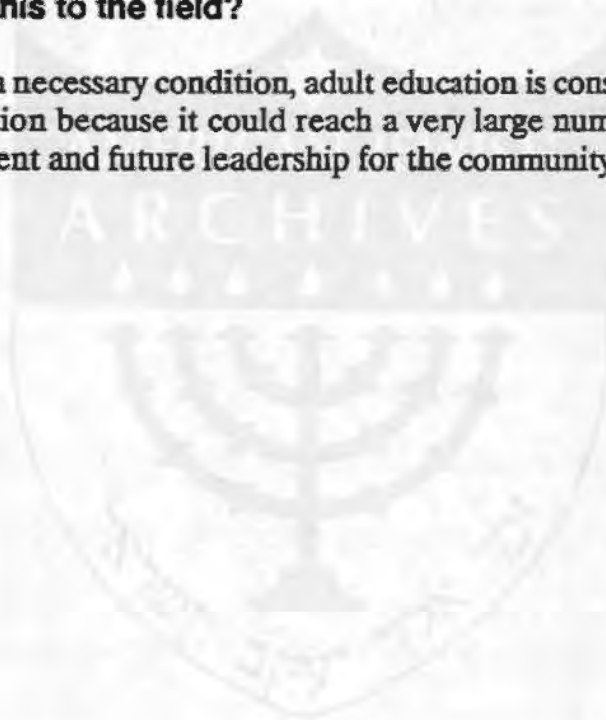 his to the field?
necessary condition, adult education is cons
ion because it could reach a very large num
ent and future leadership for the community
ARCHIVES